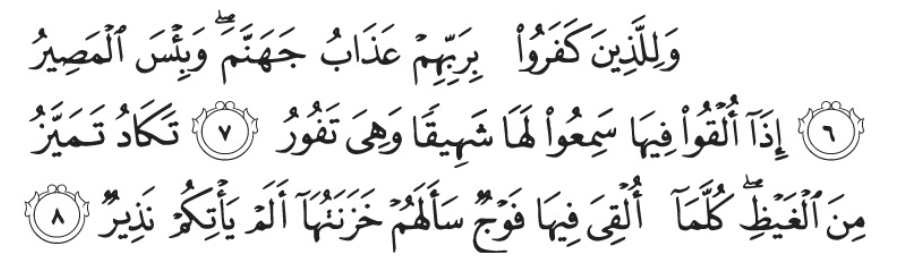 وَلِلَّذِينَ كَفَرُوا۟ بِرَبِّهِمْ عَذَابُ جَهَنَّمَ ۖ وَبِئْسَ ٱلْمَصِيرُ
٦ إِذَآ أُلْقُوا۟ فِيهَا سَمِعُوا۟ لَهَا شَهِيقًا وَهِىَ تَفُورُ ٧ تَكَادُ تَمَيَّزُ
مِنَ ٱلْغَيْظِ ۖ كُلَّمَآ أُلْقِىَ فِيهَا فَوْجٌ سَأَلَهُمْ خَزَنَتُهَآ أَلَمْ يَأْتِكُمْ نَذِيرٌ ٨